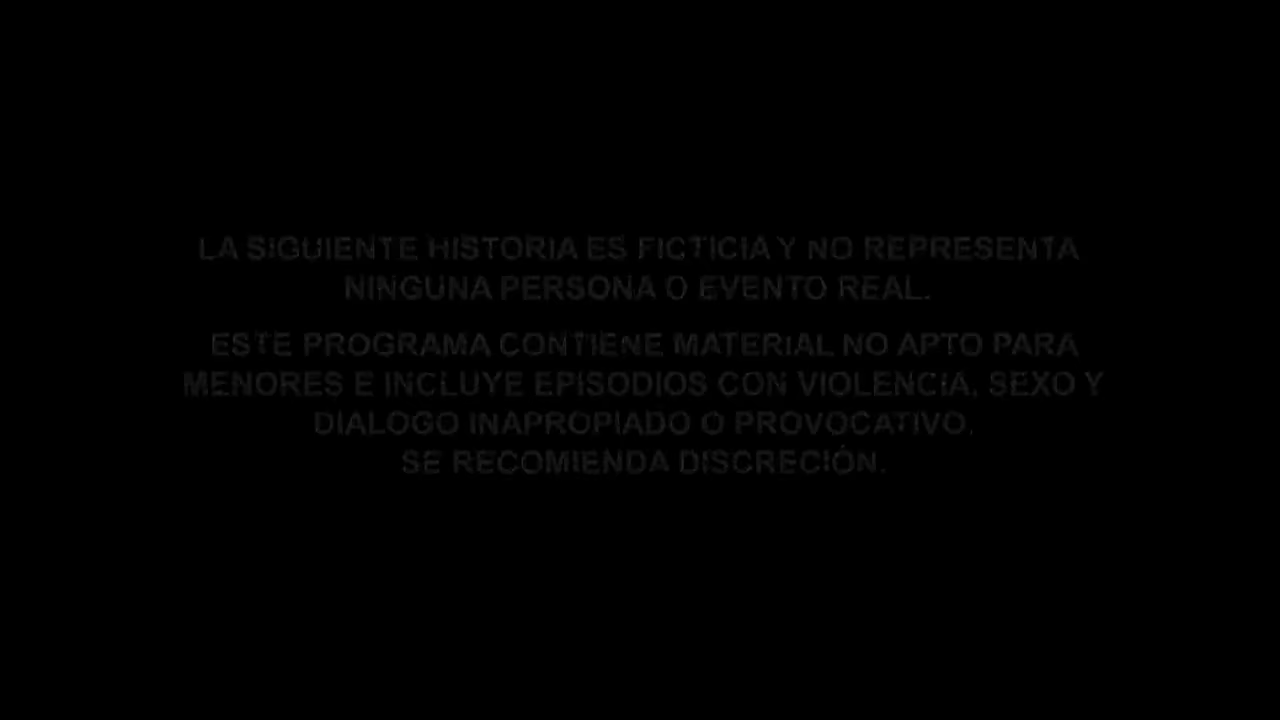 LA SIGUIENTE HISTORIA ES FICTICIA Y NO REPRESENTA
NINGUNA PERSONA O EVENTO REAL.
ESTE PROGRAMA CONTIENE MATERIAL NO APTO PARA
MENORES E INCLUYE EPISODIOS CON VIOLENCIA, SEXO Y
DIALOGO INAPROPIADO O PROVOCATIVO.
SE RECOMIENDA DISCRECIÓN.